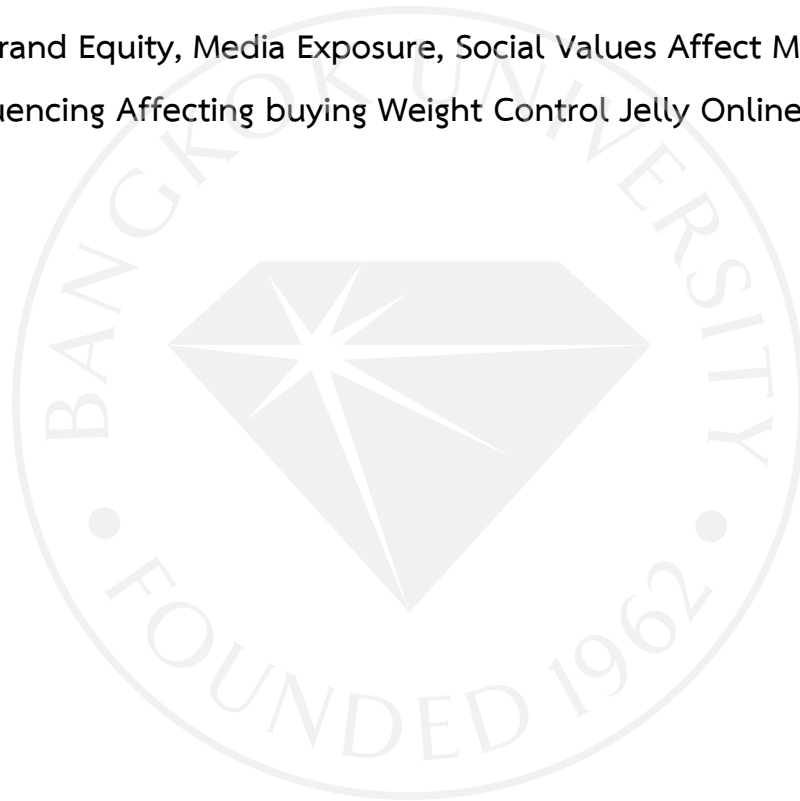 rand Equity, Media Exposure, Social Values Affect M
uencing Affecting buying Weight Control Jelly Online
BANGKOK UNIVERSITY
FOUNDED 1962